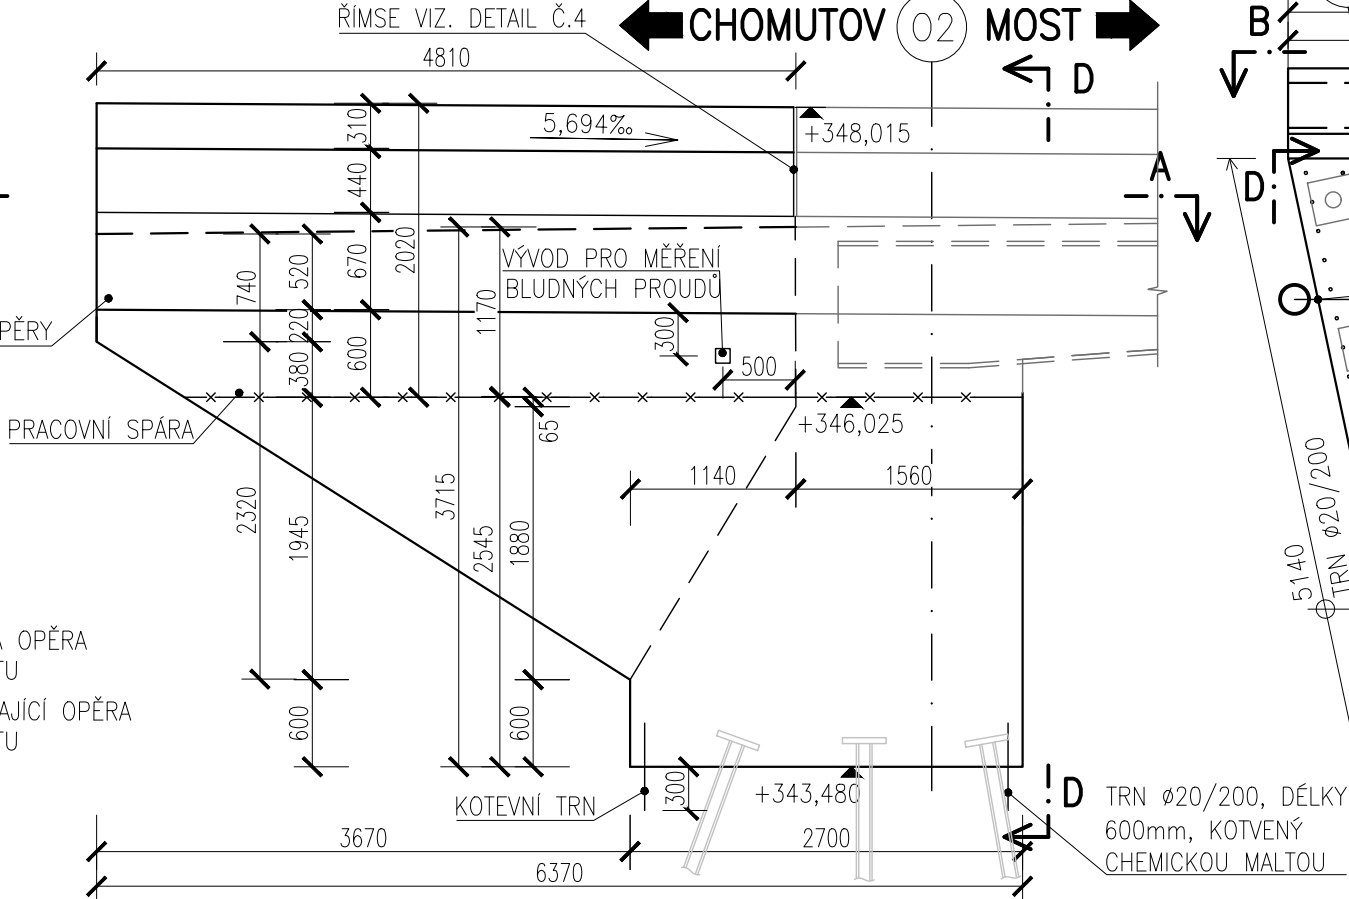 ŘÍMSE VIZ. DETAIL Č.4
CHOMUTOV 02 MOST
B
4810
D
310
5,694‰
+348,015
440
A
D
2020
670
520
740
VÝVOD PRO MĚŘENÍ
BLUDNÝCH PROUDŮ
1170
220
300
PĚRY
600
380
500
PRACOVNÍ SPÁRA
65
+346,025
1140
1560
TRN ø20/200
2320
1945
3715
2545
1880
5140
OPĚRA
TU
AJÍCÍ OPĚRA
TU
600
600
300
+343,480
D
KOTEVNÍ TRN
TRN ø20/200, DÉLKY
600mm, KOTVENÝ
CHEMICKOU MALTOU
3670
2700
6370